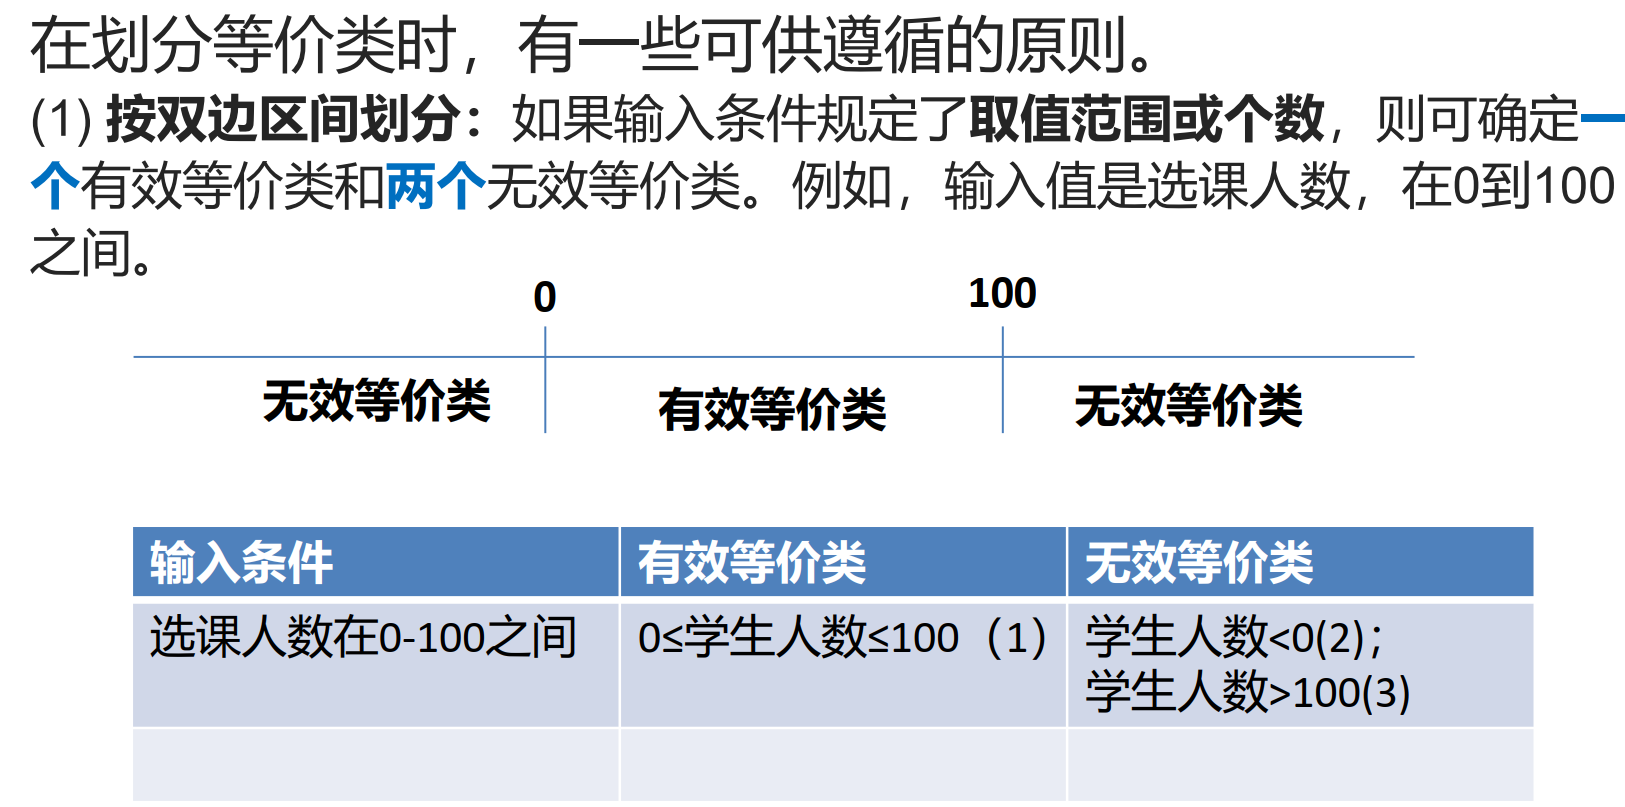 在划分等价类时，有一些可供遵循的原则。
(1) 按双边区间划分：如果输入条件规定了取值范围或个数，则可确定一
个有效等价类和两个无效等价类。例如，输入值是选课人数，在0到100
之间。
0
100
无效等价类
有效等价类
无效等价类
输入条件
有效等价类
无效等价类
选课人数在0-100之间
0≤学生人数≤100（1）
学生人数<0(2)；
学生人数>100(3)